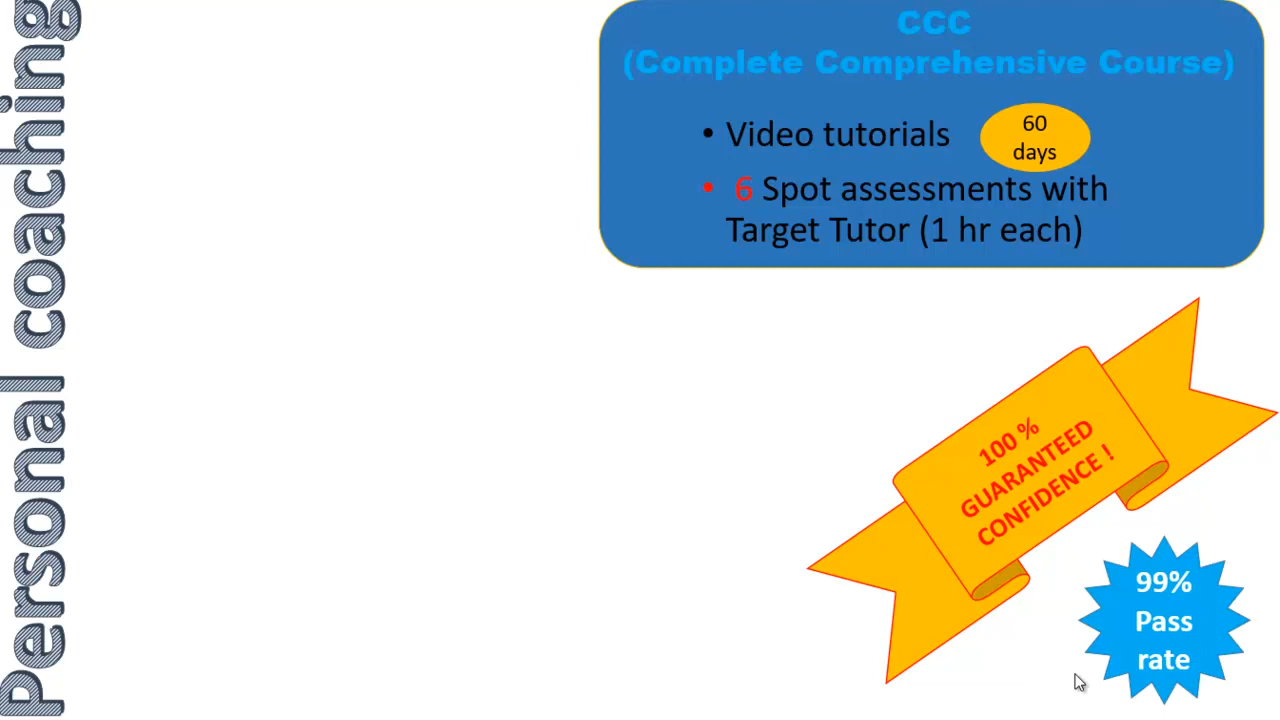 Personal coaching
CCC
(Complete Comprehensive Course)
• Video tutorials
60
days
• 6 Spot assessments with
Target Tutor (1 hr each)
100 %
GUARANTEED
CONFIDENCE !
99%
Pass
rate